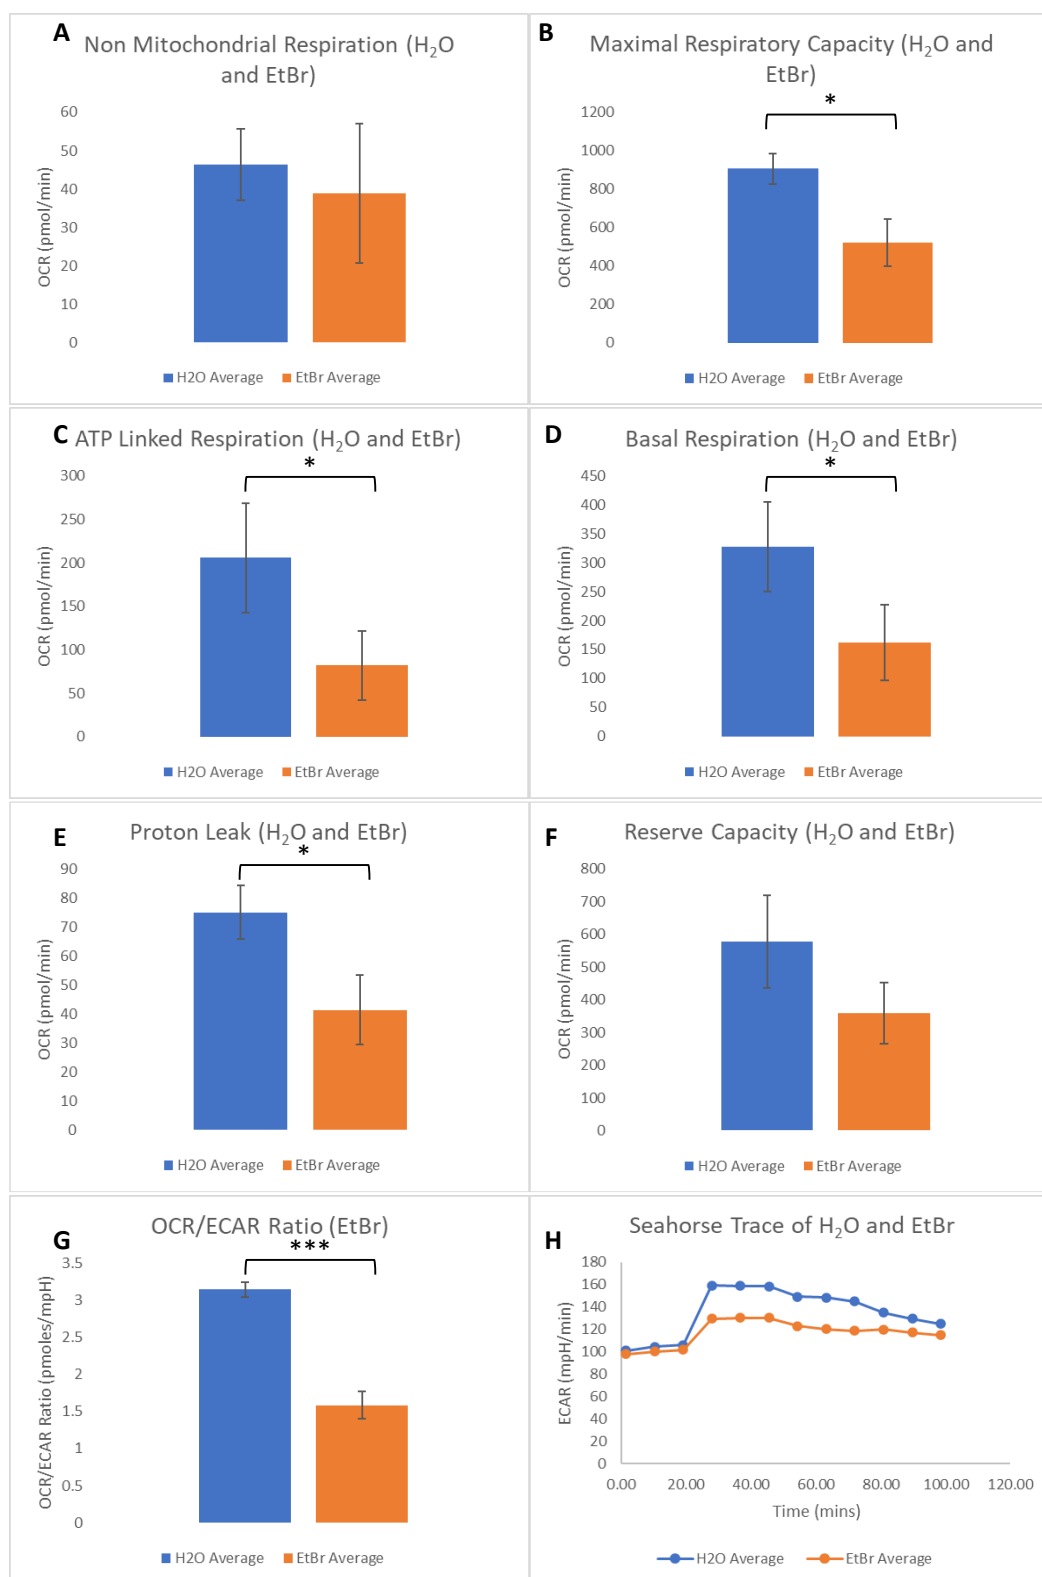 A
Non Mitochondrial Respiration (H₂O
and EtBr)
60
50
40
30
20
10
0
OCR (pmol/min)
H2O Average EtBr Average
B
Maximal Respiratory Capacity (H₂O and
EtBr)
*
1200
1000
800
600
400
200
0
OCR (pmol/min)
H2O Average EtBr Average
C
ATP Linked Respiration (H₂O and EtBr)
*
300
250
200
150
100
50
0
OCR (pmol/min)
H2O Average EtBr Average
D
Basal Respiration (H₂O and EtBr)
*
450
400
350
300
250
200
150
100
50
0
OCR (pmol/min)
H2O Average EtBr Average
E
Proton Leak (H₂O and EtBr)
*
90
80
70
60
50
40
30
20
10
0
OCR (pmol/min)
H2O Average EtBr Average
F
Reserve Capacity (H₂O and EtBr)
800
700
600
500
400
300
200
100
0
OCR (pmol/min)
H2O Average EtBr Average
G
OCR/ECAR Ratio (EtBr)
***
3.5
3
2.5
2
1.5
1
0.5
0
OCR/ECAR Ratio (pmoles/mpH)
H2O Average EtBr Average
H
Seahorse Trace of H₂O and EtBr
180
160
140
120
100
80
60
40
20
0
ECAR (mpH/min)
0.00 20.00 40.00 60.00 80.00 100.00 120.00
Time (mins)
H2O Average EtBr Average